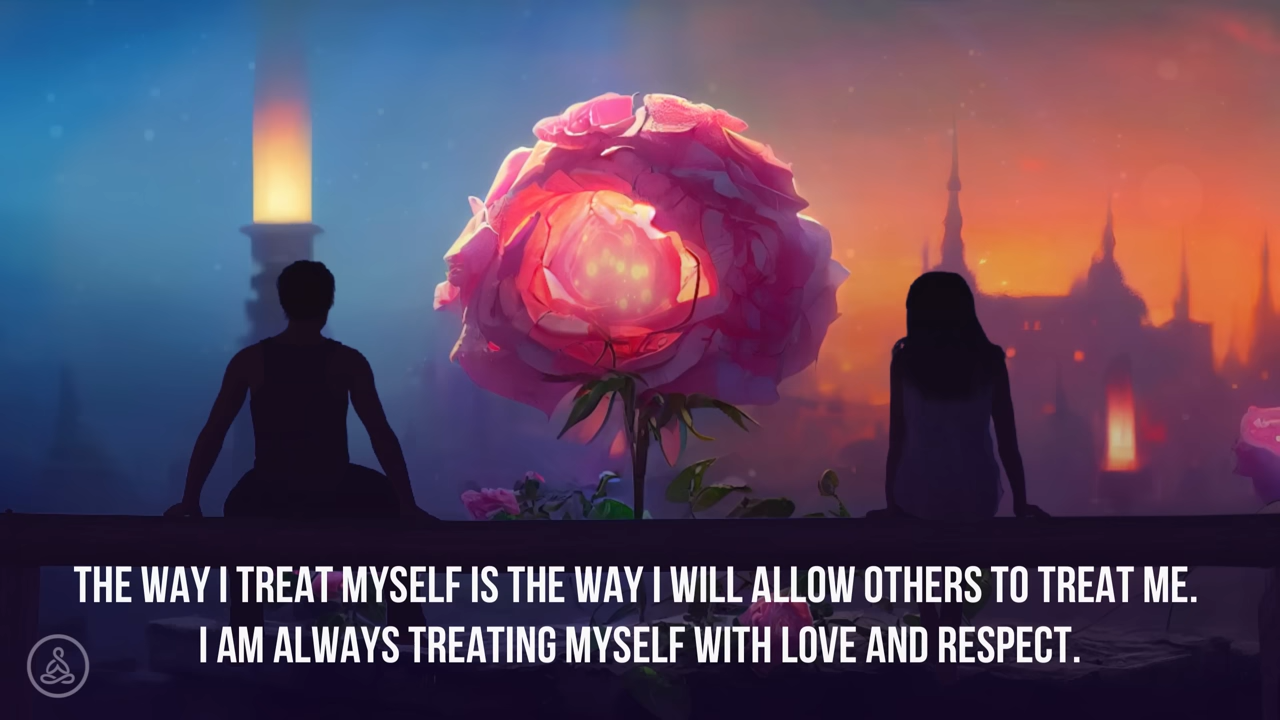 THE WAY I TREAT MYSELF IS THE WAY I WILL ALLOW OTHERS TO TREAT ME.
I AM ALWAYS TREATING MYSELF WITH LOVE AND RESPECT.